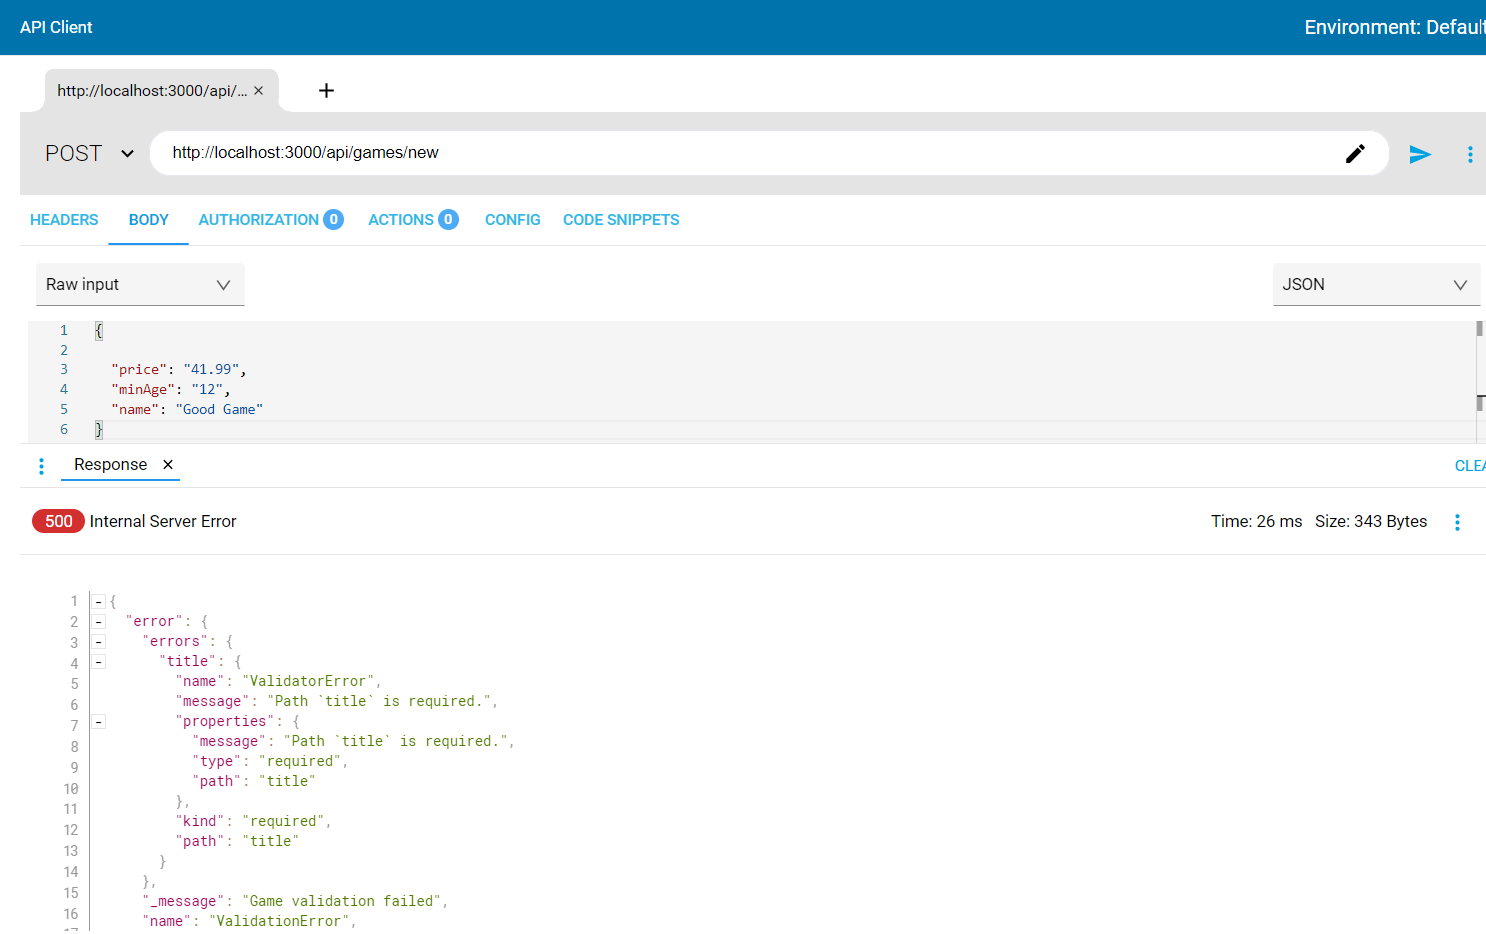 API Client
Environment: Default
http://localhost:3000/api/...
POST
http://localhost:3000/api/games/new
HEADERS BODY AUTHORIZATION 0 ACTIONS 0 CONFIG CODE SNIPPETS
Raw input
JSON
1 {
2
3 "price": "41.99",
4 "minAge": "12",
5 "name": "Good Game"
6 }
Response
CLEA
500 Internal Server Error
Time: 26 ms Size: 343 Bytes
1 {
2 "error": {
3 "errors": {
4 "title": {
5 "name": "ValidatorError",
6 "message": "Path `title` is required.",
7 "properties": {
8 "message": "Path `title` is required.",
9 "type": "required",
10 "path": "title"
11 },
12 "kind": "required",
13 "path": "title"
14 }
15 },
16 "_message": "Game validation failed",
"name": "ValidationError",